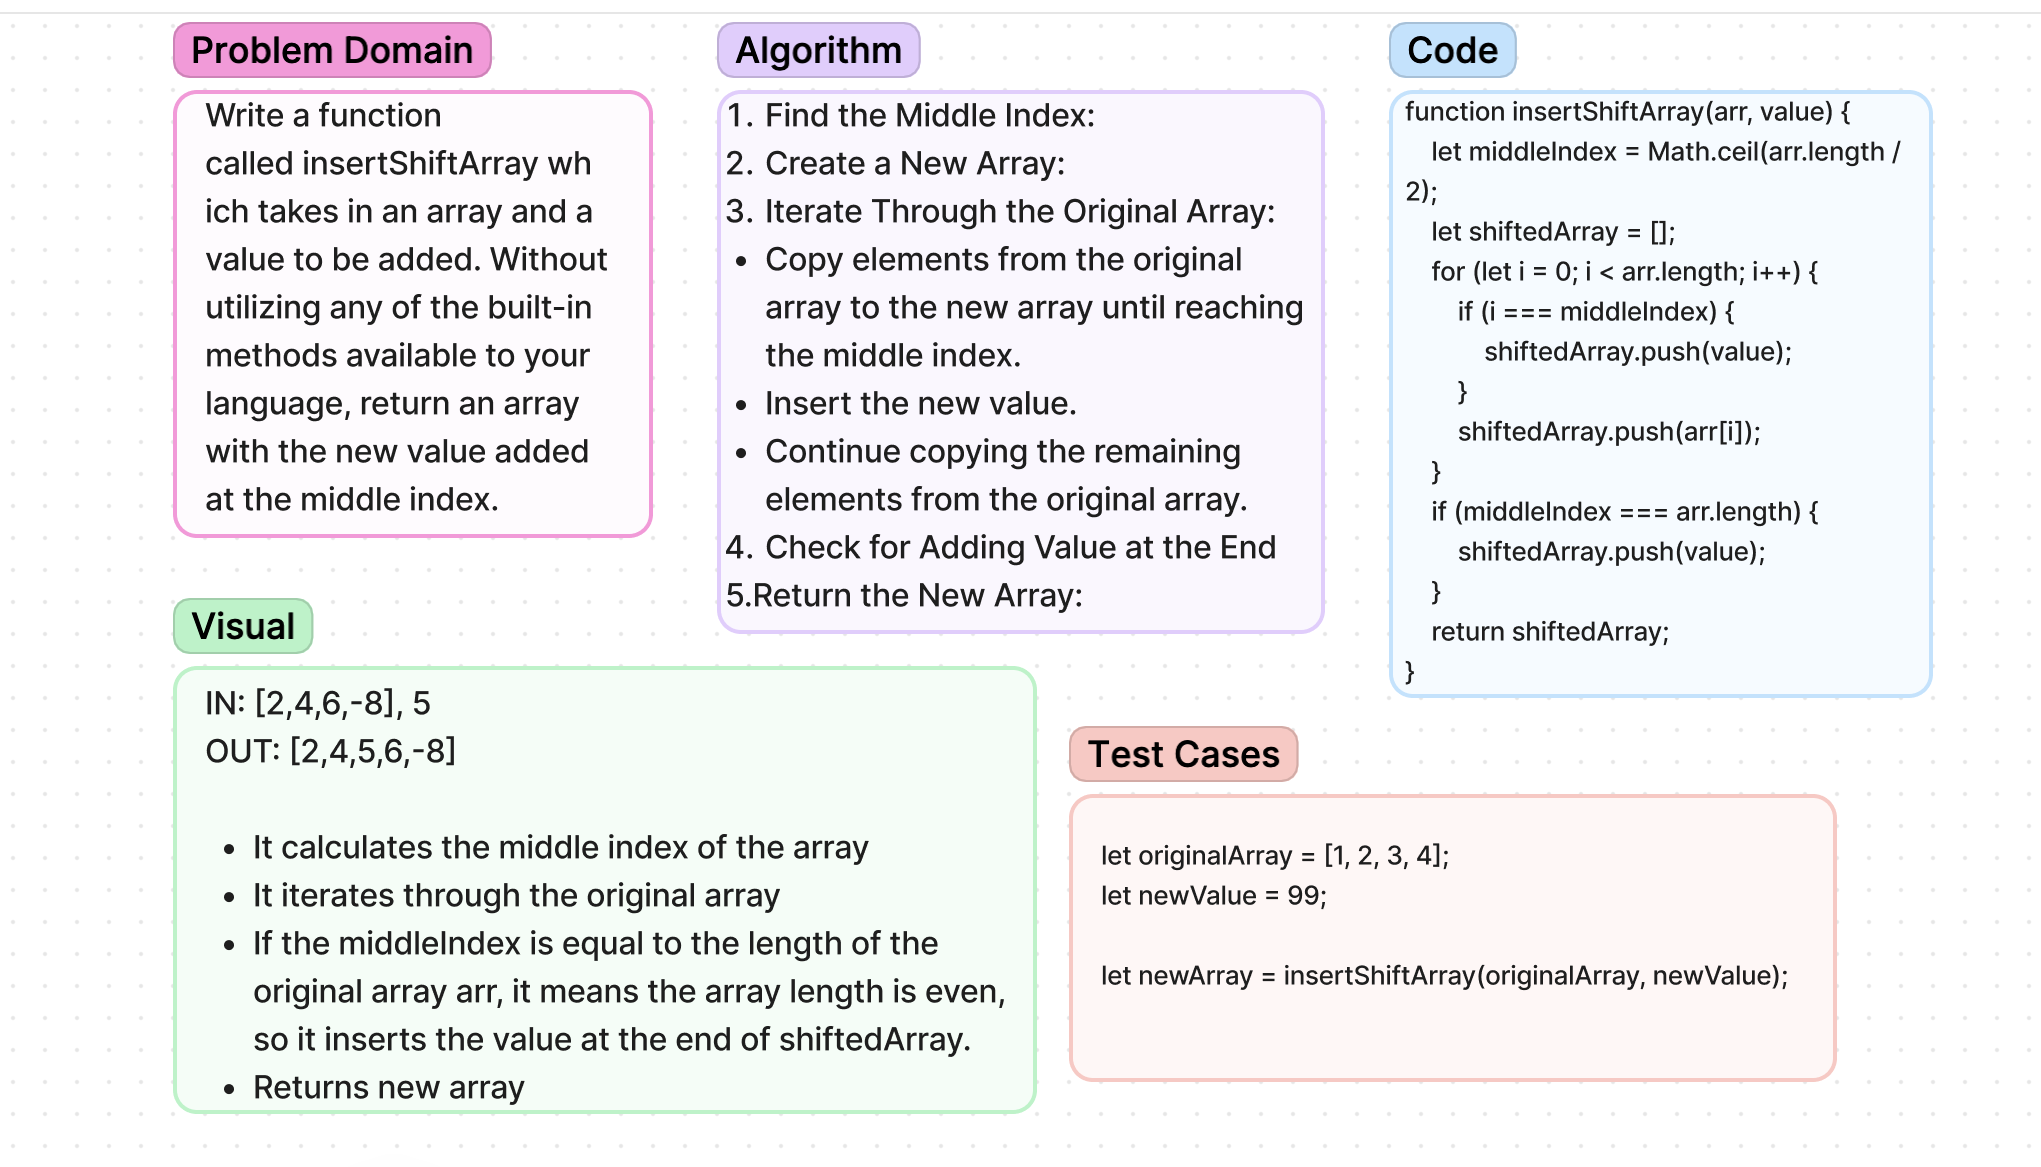 Problem Domain
Write a function
called insertShiftArray wh
ich takes in an array and a
value to be added. Without
utilizing any of the built-in
methods available to your
language, return an array
with the new value added
at the middle index.
Algorithm
1. Find the Middle Index:
2. Create a New Array:
3. Iterate Through the Original Array:
• Copy elements from the original
array to the new array until reaching
the middle index.
• Insert the new value.
• Continue copying the remaining
elements from the original array.
4. Check for Adding Value at the End
5.Return the New Array:
Code
function insertShiftArray(arr, value) {
let middleIndex = Math.ceil(arr.length /
2);
let shiftedArray = [];
for (let i = 0; i < arr.length; i++) {
if (i === middleIndex) {
shiftedArray.push(value);
}
shiftedArray.push(arr[i]);
}
if (middleIndex === arr.length) {
shiftedArray.push(value);
}
return shiftedArray;
}
Visual
IN: [2,4,6,-8], 5
OUT: [2,4,5,6,-8]
• It calculates the middle index of the array
• It iterates through the original array
• If the middleIndex is equal to the length of the
original array arr, it means the array length is even,
so it inserts the value at the end of shiftedArray.
• Returns new array
Test Cases
let originalArray = [1, 2, 3, 4];
let newValue = 99;
let newArray = insertShiftArray(originalArray, newValue);